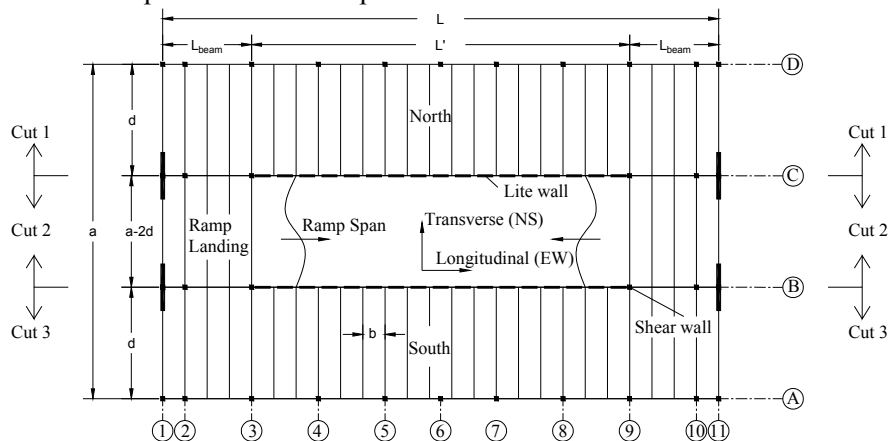 L
L_beam
L'
L_beam
D
d
North
Cut 1
Cut 1
C
Lite wall
Cut 2
a
a-2d
Ramp
Landing
Ramp Span
Transverse (NS)
Longitudinal (EW)
Cut 2
B
Cut 3
d
b
South
Shear wall
Cut 3
A
1 2 3 4 5 6 7 8 9 10 11